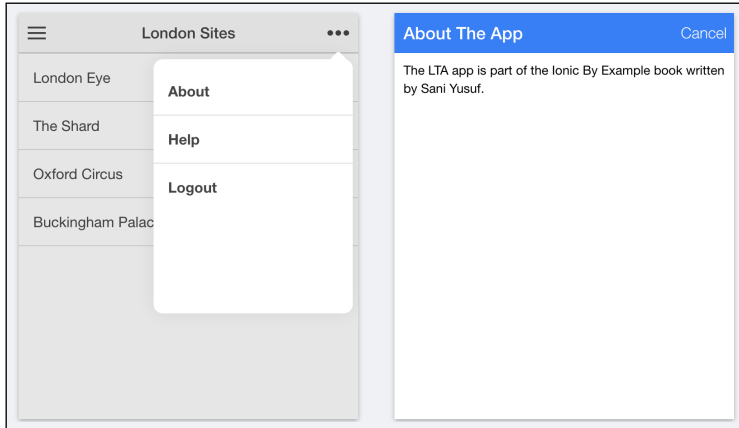 London Sites
London Eye
The Shard
Oxford Circus
Buckingham Palac
About
Help
Logout
About The App
Cancel
The LTA app is part of the Ionic By Example book written
by Sani Yusuf.